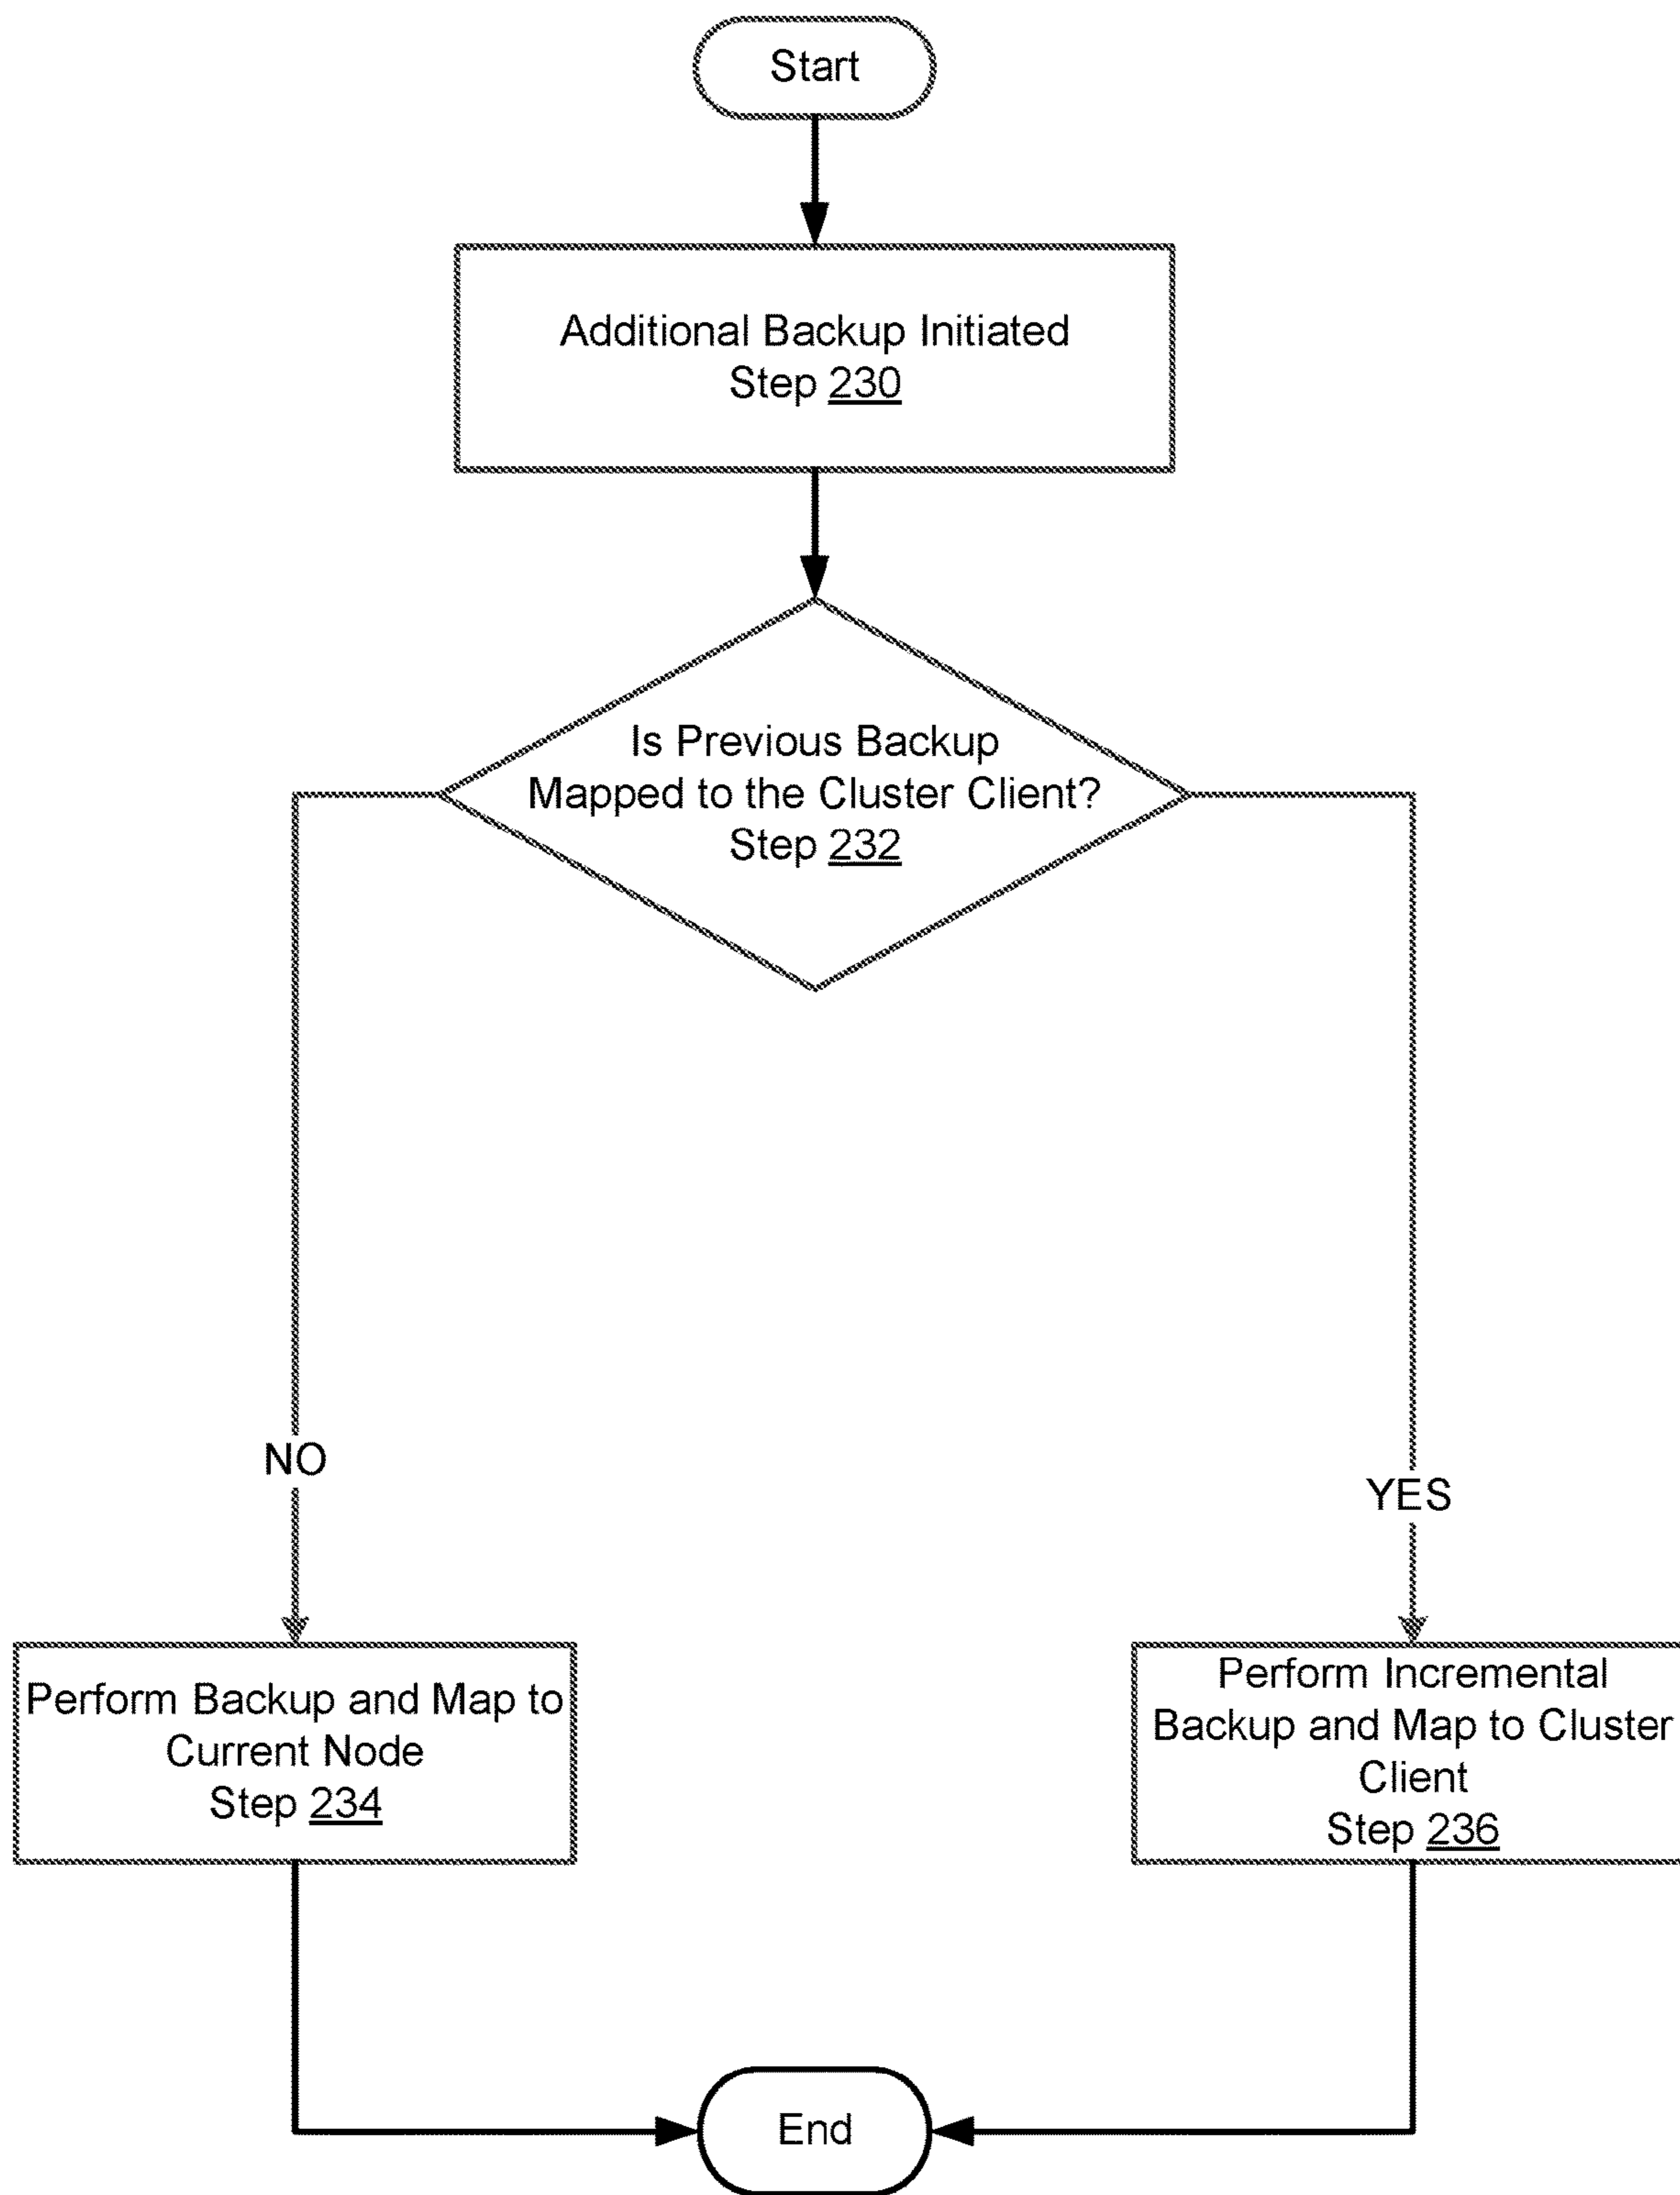 Start
Additional Backup Initiated
Step 230
Is Previous Backup
Mapped to the Cluster Client?
Step 232
NO
YES
Perform Backup and Map to
Current Node
Step 234
Perform Incremental
Backup and Map to Cluster
Client
Step 236
End